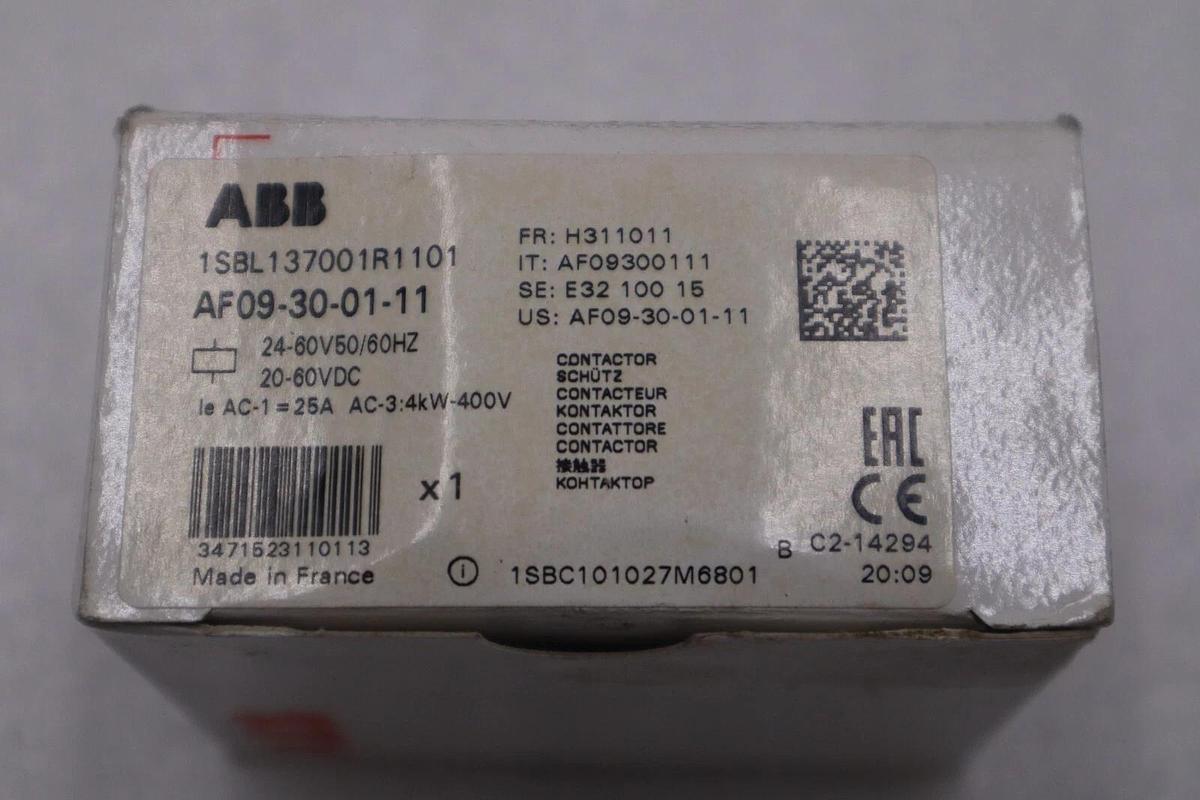 ABB
1SBL137001R1101
AF09-30-01-11
24-60V50/60HZ
20-60VDC
Ie AC-1=25A AC-3:4kW-400V
3471523110113
Made in France
x1
FR: H311011
IT: AF09300111
SE: E32 100 15
US: AF09-30-01-11
CONTACTOR
SCHÜTZ
CONTACTEUR
KONTAKTOR
CONTATTORE
CONTACTOR
接触器
КОНТАКТОР
i 1SBC101027M6801
EAC
CE
B C2-14294
20:09